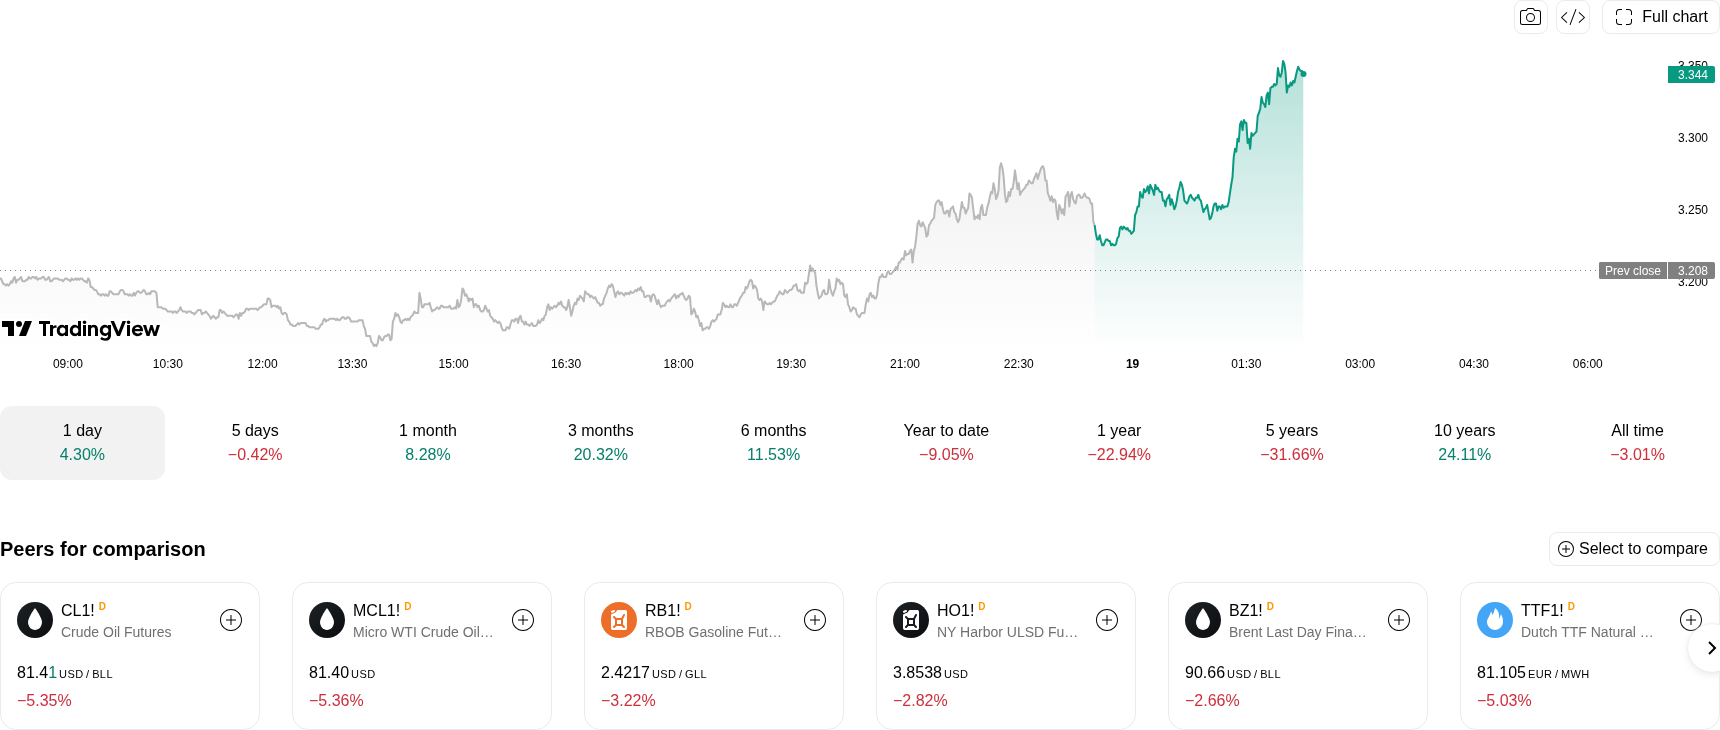 Full chart
3.350
3.344
3.300
3.250
Prev close 3.208
3.200
TradingView
09:00 10:30 12:00 13:30 15:00 16:30 18:00 19:30 21:00 22:30 19 01:30 03:00 04:30 06:00
1 day 5 days 1 month 3 months 6 months Year to date 1 year 5 years 10 years All time
4.30% −0.42% 8.28% 20.32% 11.53% −9.05% −22.94% −31.66% 24.11% −3.01%
Peers for comparison
Select to compare
CL1! D
Crude Oil Futures
81.41 USD / BLL
−5.35%
MCL1! D
Micro WTI Crude Oil…
81.40 USD
−5.36%
RB1! D
RBOB Gasoline Fut…
2.4217 USD / GLL
−3.22%
HO1! D
NY Harbor ULSD Fu…
3.8538 USD
−2.82%
BZ1! D
Brent Last Day Fina…
90.66 USD / BLL
−2.66%
TTF1! D
Dutch TTF Natural …
81.105 EUR / MWH
−5.03%